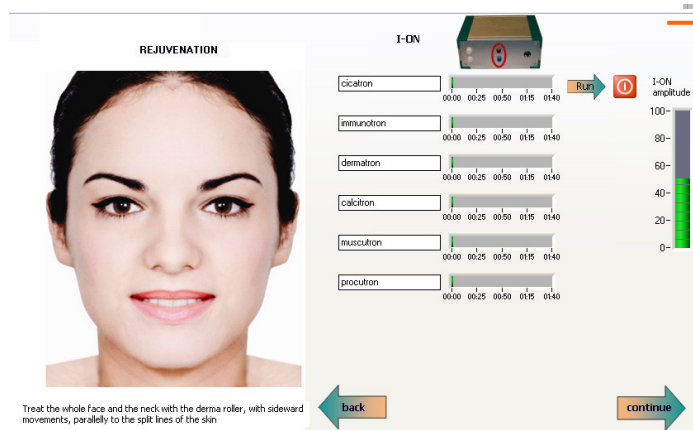 REJUVENATION
I-ON
cicatron
00:00 00:25 00:50 01:15 01:40
Run
I-ON
amplitude
immunotron
00:00 00:25 00:50 01:15 01:40
dermatron
00:00 00:25 00:50 01:15 01:40
calcitron
00:00 00:25 00:50 01:15 01:40
muscutron
00:00 00:25 00:50 01:15 01:40
procutron
00:00 00:25 00:50 01:15 01:40
100-
80-
60-
40-
20-
0-
Treat the whole face and the neck with the derma roller, with sideward
movements, parallelly to the split lines of the skin
back
continue